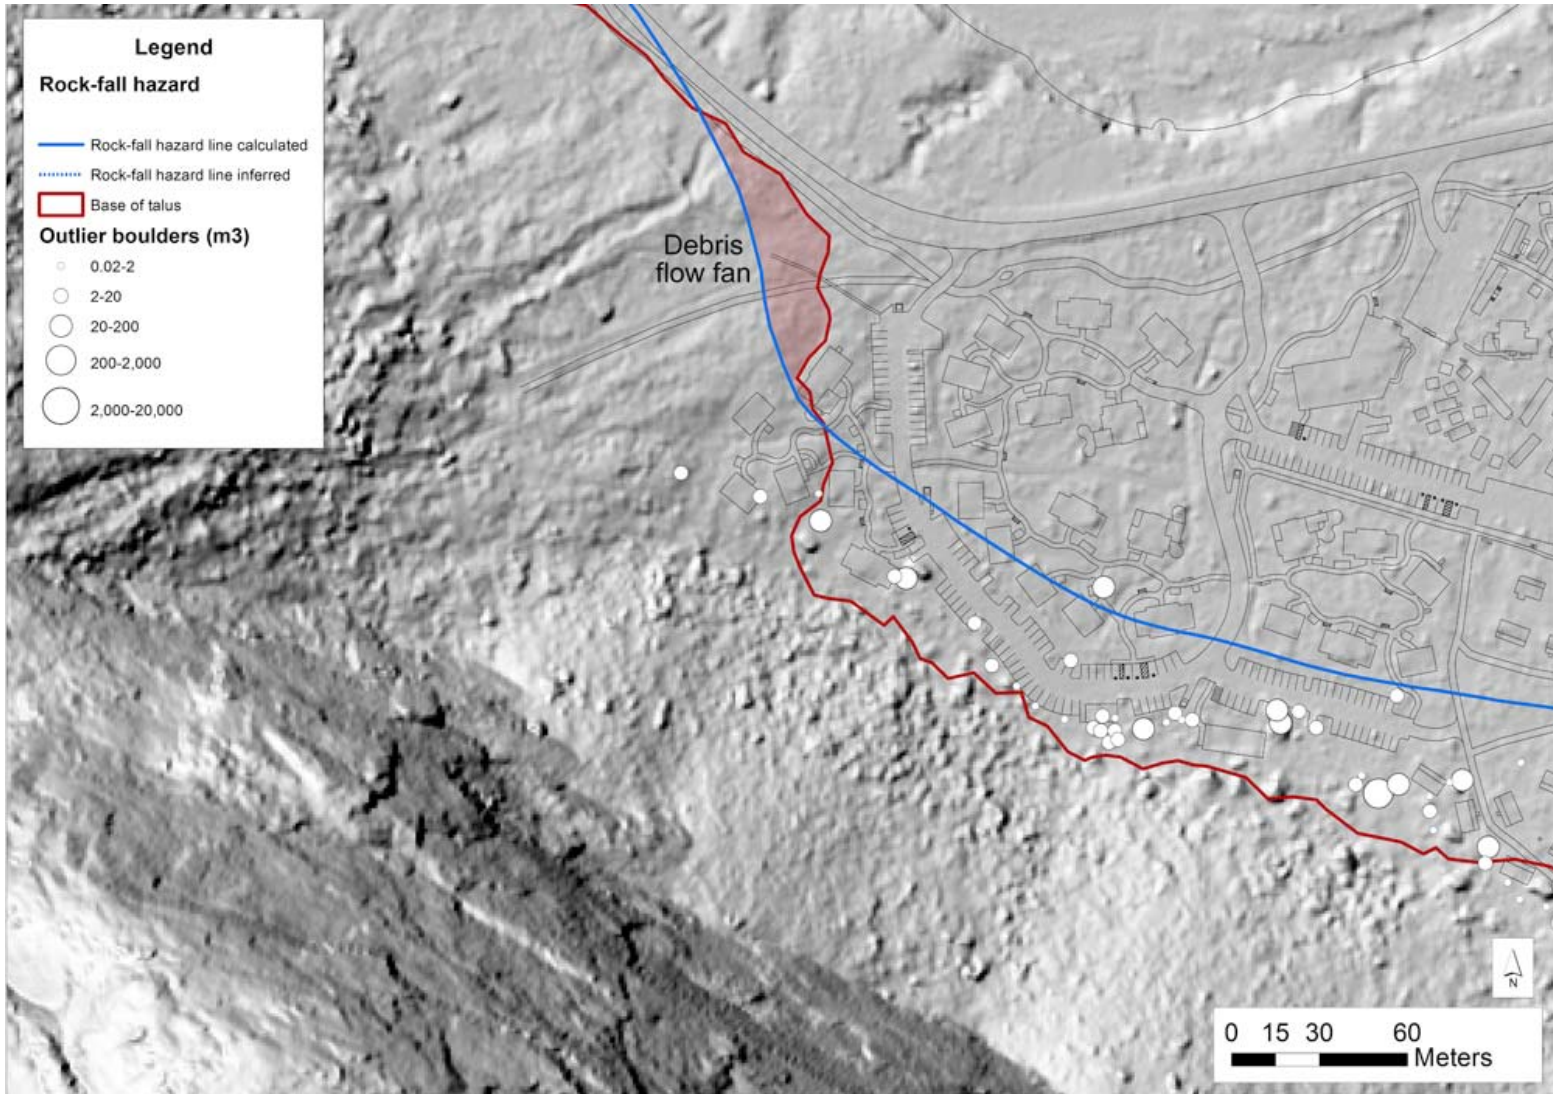 Legend
Rock-fall hazard
Rock-fall hazard line calculated
Rock-fall hazard line inferred
Base of talus
Outlier boulders (m3)
0.02-2
2-20
20-200
200-2,000
2,000-20,000
Debris
flow fan
N
0 15 30 60
Meters